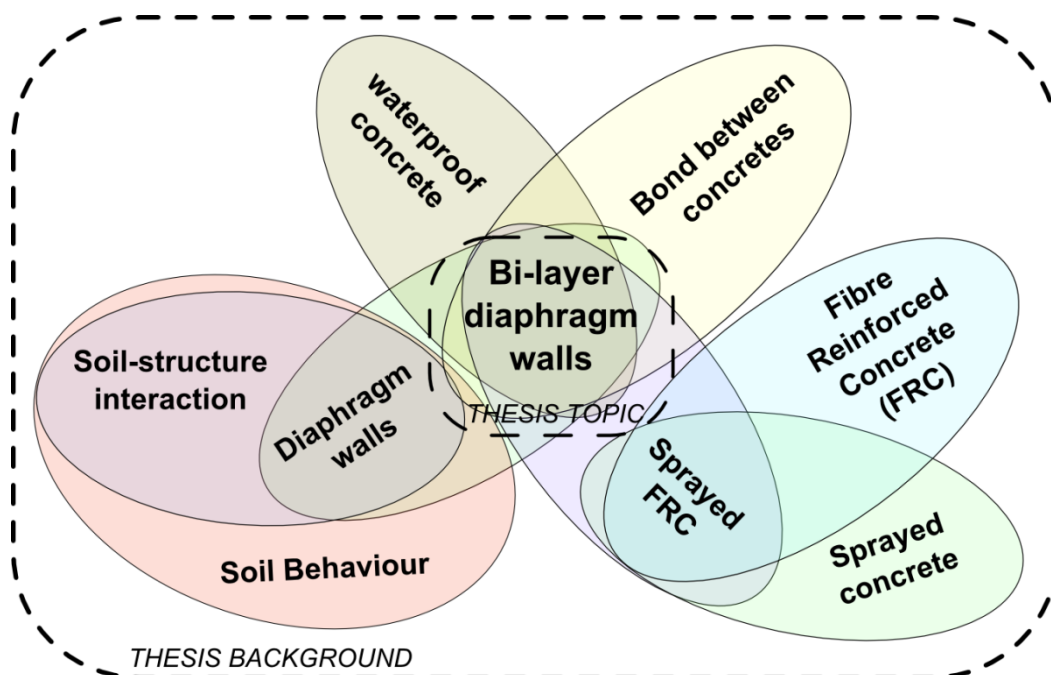 waterproof
concrete
Bond between
concretes
Bi-layer
diaphragm
walls
THESIS TOPIC
Fibre
Reinforced
Concrete
(FRC)
Soil-structure
interaction
Diaphragm
walls
Sprayed
FRC
Sprayed
concrete
Soil Behaviour
THESIS BACKGROUND